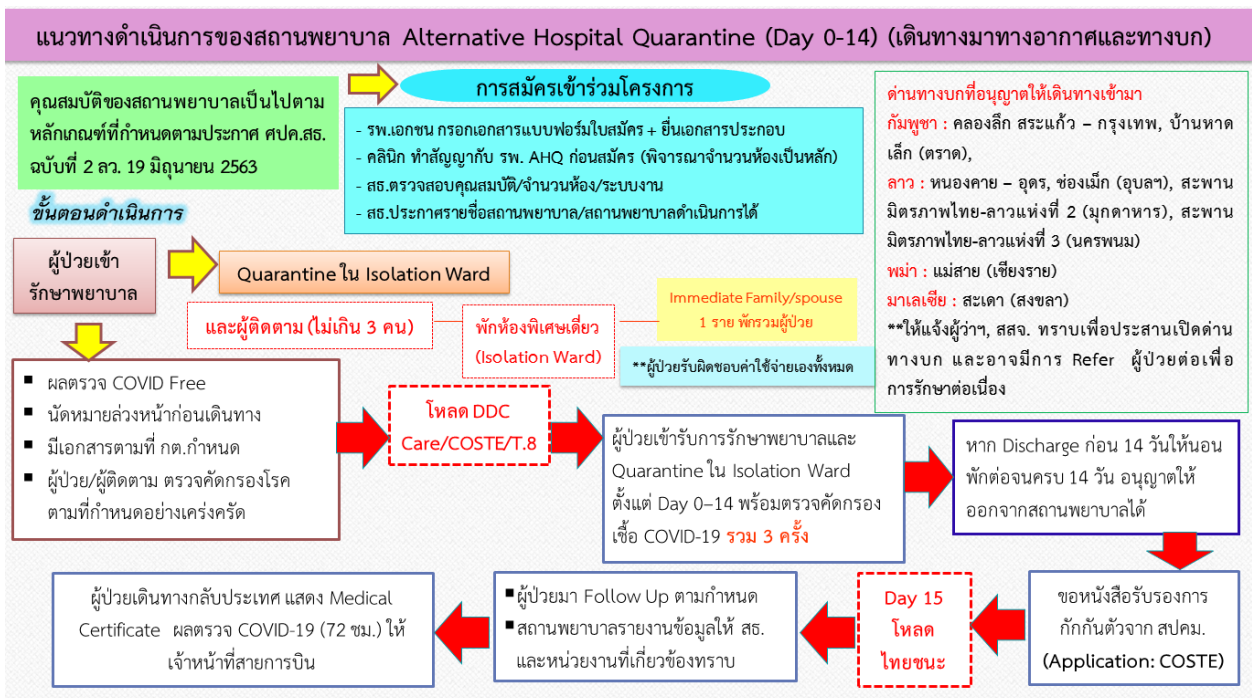 แนวทางดำเนินการของสถานพยาบาล Alternative Hospital Quarantine (Day 0-14) (เดินทางมาทางอากาศและทางบก)
คุณสมบัติของสถานพยาบาลเป็นไปตาม
หลักเกณฑ์ที่กำหนดตามประกาศ ศปค.สธ.
ฉบับที่ 2 ลว. 19 มิถุนายน 2563
การสมัครเข้าร่วมโครงการ
- รพ.เอกชน กรอกเอกสารแบบฟอร์มใบสมัคร + ยื่นเอกสารประกอบ
- คลินิก ทำสัญญากับ รพ. AHQ ก่อนสมัคร (พิจารณาจำนวนห้องเป็นหลัก)
- สธ.ตรวจสอบคุณสมบัติ/จำนวนห้อง/ระบบงาน
- สธ.ประกาศรายชื่อสถานพยาบาล/สถานพยาบาลดำเนินการได้
ด่านทางบกที่อนุญาตให้เดินทางเข้ามา
กัมพูชา : คลองลึก สระแก้ว – กรุงเทพ, บ้านหาด
เล็ก (ตราด),
ลาว : หนองคาย – อุดร, ช่องเม็ก (อุบลฯ), สะพาน
มิตรภาพไทย-ลาวแห่งที่ 2 (มุกดาหาร), สะพาน
มิตรภาพไทย-ลาวแห่งที่ 3 (นครพนม)
พม่า : แม่สาย (เชียงราย)
มาเลเซีย : สะเดา (สงขลา)
**ให้แจ้งผู้ว่าฯ, สสจ. ทราบเพื่อประสานเปิดด่าน
ทางบก และอาจมีการ Refer ผู้ป่วยต่อเพื่อ
การรักษาต่อเนื่อง
ขั้นตอนดำเนินการ
ผู้ป่วยเข้า
รักษาพยาบาล
Quarantine ใน Isolation Ward
และผู้ติดตาม (ไม่เกิน 3 คน)
พักห้องพิเศษเดี่ยว
(Isolation Ward)
Immediate Family/spouse
1 ราย พักรวมผู้ป่วย
**ผู้ป่วยรับผิดชอบค่าใช้จ่ายเองทั้งหมด
▪ ผลตรวจ COVID Free
▪ นัดหมายล่วงหน้าก่อนเดินทาง
▪ มีเอกสารตามที่ กต.กำหนด
▪ ผู้ป่วย/ผู้ติดตาม ตรวจคัดกรองโรค
ตามที่กำหนดอย่างเคร่งครัด
โหลด DDC
Care/COSTE/T.8
ผู้ป่วยเข้ารับการรักษาพยาบาลและ
Quarantine ใน Isolation Ward
ตั้งแต่ Day 0–14 พร้อมตรวจคัดกรอง
เชื้อ COVID-19 รวม 3 ครั้ง
หาก Discharge ก่อน 14 วันให้นอน
พักต่อจนครบ 14 วัน อนุญาตให้
ออกจากสถานพยาบาลได้
ขอหนังสือรับรองการ
กักกันตัวจาก สปคม.
(Application: COSTE)
Day 15
โหลด
ไทยชนะ
▪ ผู้ป่วยมา Follow Up ตามกำหนด
▪ สถานพยาบาลรายงานข้อมูลให้ สธ.
และหน่วยงานที่เกี่ยวข้องทราบ
ผู้ป่วยเดินทางกลับประเทศ แสดง Medical
Certificate ผลตรวจ COVID-19 (72 ชม.) ให้
เจ้าหน้าที่สายการบิน